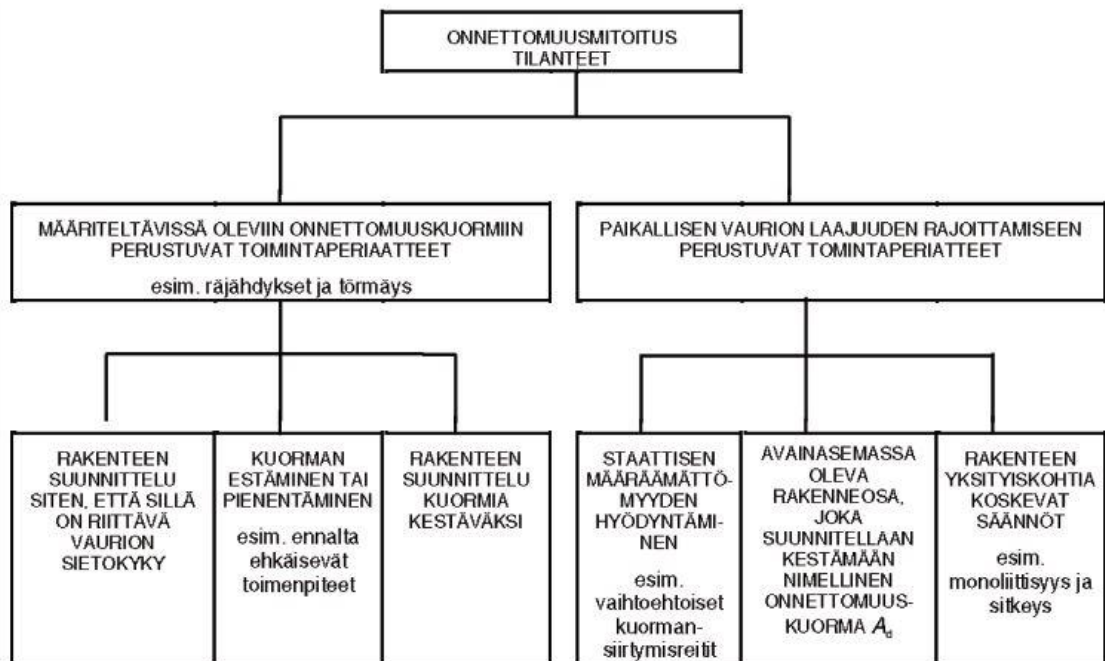 ONNETTOMUUSMITOITUS
TILANTEET
MÄÄRITELTÄVISSÄ OLEVIIN ONNETTOMUUSKUORMIIN
PERUSTUVAT TOIMINTAPERIAATTEET
esim. räjähdykset ja törmäys
PAIKALLISEN VAURION LAAJUUDEN RAJOITTAMISEEN
PERUSTUVAT TOMINTAPERIATTEET
RAKENTEEN
SUUNNITTELU
SITEN, ETTÄ SILLÄ
ON RIITTÄVÄ
VAURION
SIETOKYKY
KUORMAN
ESTÄMINEN TAI
PIENENTÄMINEN
esim. ennalta
ehkäisevät
toimenpiteet
RAKENTEEN
SUUNNITTELU
KUORMIA
KESTÄVÄKSI
STAATTISEN
MÄÄRÄÄMÄTTÖ-
MYYDEN
HYÖDYNTÄMI-
NEN
esim.
vaihtoehtoiset
kuorman-
siirtymisreitit
AVAINASEMASSA
OLEVA
RAKENNEOSA,
JOKA
SUUNNITELLAAN
KESTÄMÄÄN
NIMELLINEN
ONNETTOMUUS-
KUORMA A_d
RAKENTEEN
YKSITYISKOHTIA
KOSKEVAT
SÄÄNNÖT
esim.
monoliittisyys ja
sitkeys